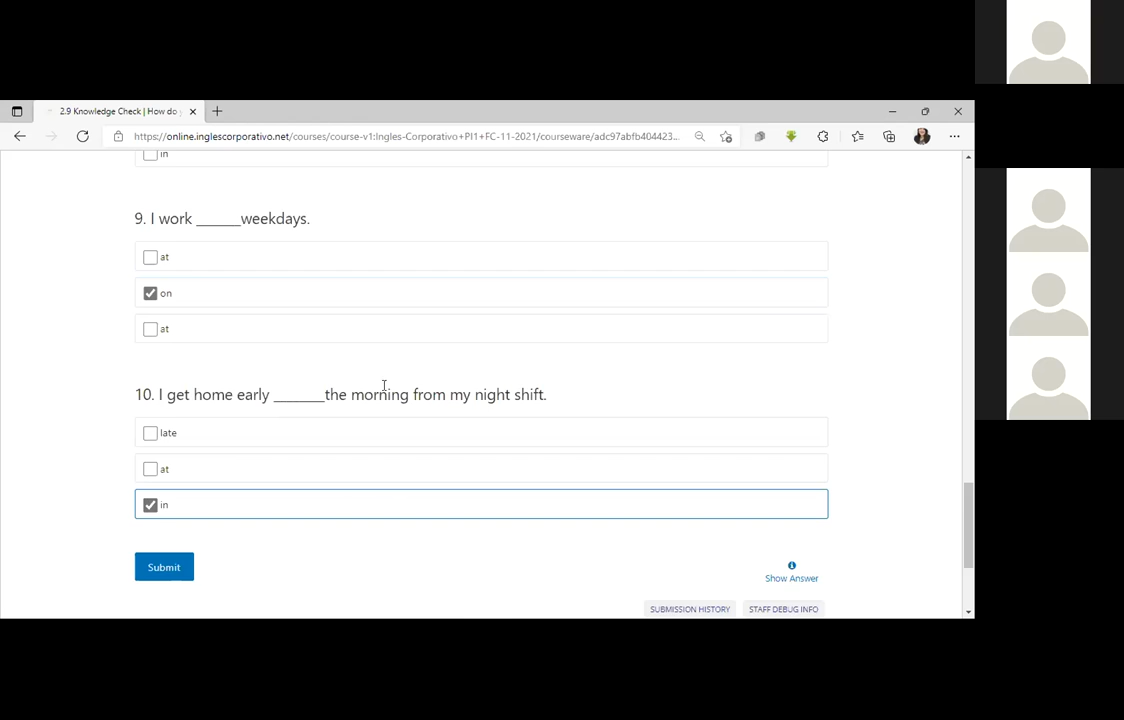 2.9 Knowledge Check | How do
https://online.inglescorporativo.net/courses/course-v1:Ingles-Corporativo+PI1+FC-11-2021/courseware/adc97abfb404423...
in
9. I work ______weekdays.
at
on
at
10. I get home early _______the morning from my night shift.
late
at
in
Submit
Show Answer
SUBMISSION HISTORY
STAFF DEBUG INFO